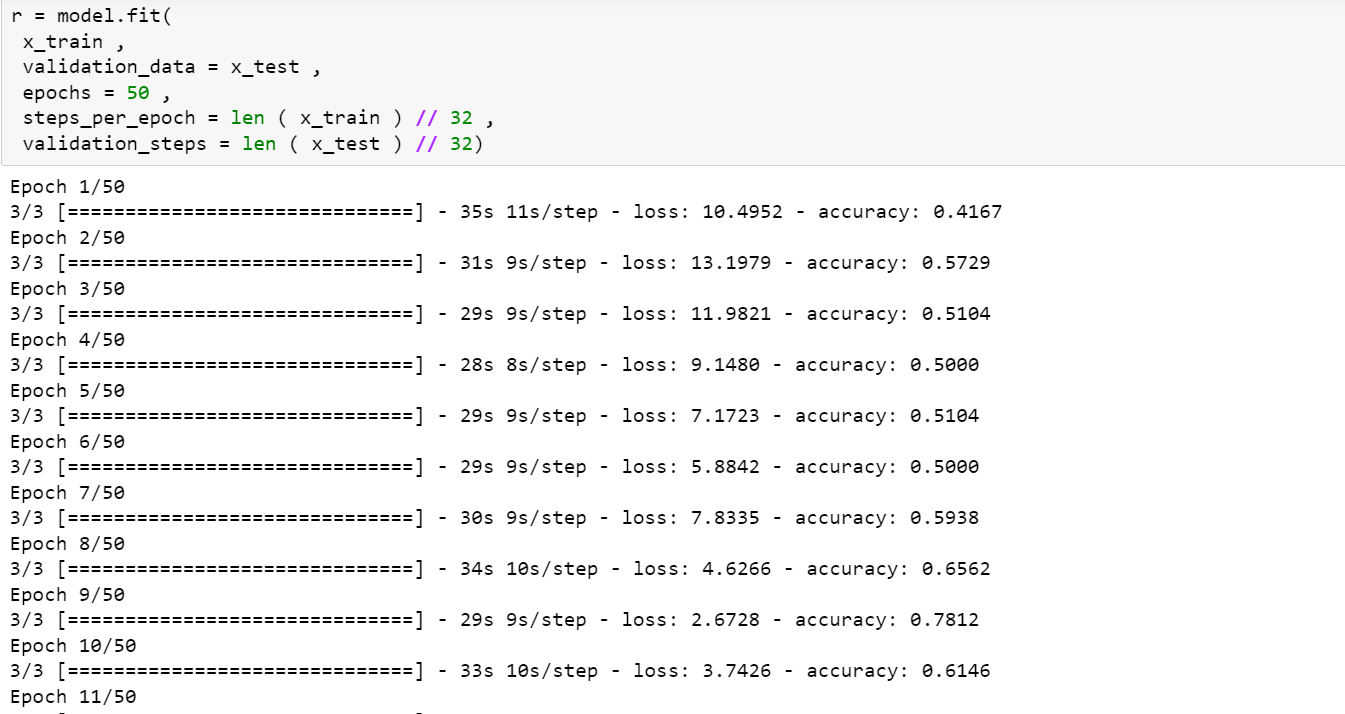 r = model.fit(
x_train ,
validation_data = x_test ,
epochs = 50 ,
steps_per_epoch = len ( x_train ) // 32 ,
validation_steps = len ( x_test ) // 32)
Epoch 1/50
3/3 [==============================] - 35s 11s/step - loss: 10.4952 - accuracy: 0.4167
Epoch 2/50
3/3 [==============================] - 31s 9s/step - loss: 13.1979 - accuracy: 0.5729
Epoch 3/50
3/3 [==============================] - 29s 9s/step - loss: 11.9821 - accuracy: 0.5104
Epoch 4/50
3/3 [==============================] - 28s 8s/step - loss: 9.1480 - accuracy: 0.5000
Epoch 5/50
3/3 [==============================] - 29s 9s/step - loss: 7.1723 - accuracy: 0.5104
Epoch 6/50
3/3 [==============================] - 29s 9s/step - loss: 5.8842 - accuracy: 0.5000
Epoch 7/50
3/3 [==============================] - 30s 9s/step - loss: 7.8335 - accuracy: 0.5938
Epoch 8/50
3/3 [==============================] - 34s 10s/step - loss: 4.6266 - accuracy: 0.6562
Epoch 9/50
3/3 [==============================] - 29s 9s/step - loss: 2.6728 - accuracy: 0.7812
Epoch 10/50
3/3 [==============================] - 33s 10s/step - loss: 3.7426 - accuracy: 0.6146
Epoch 11/50